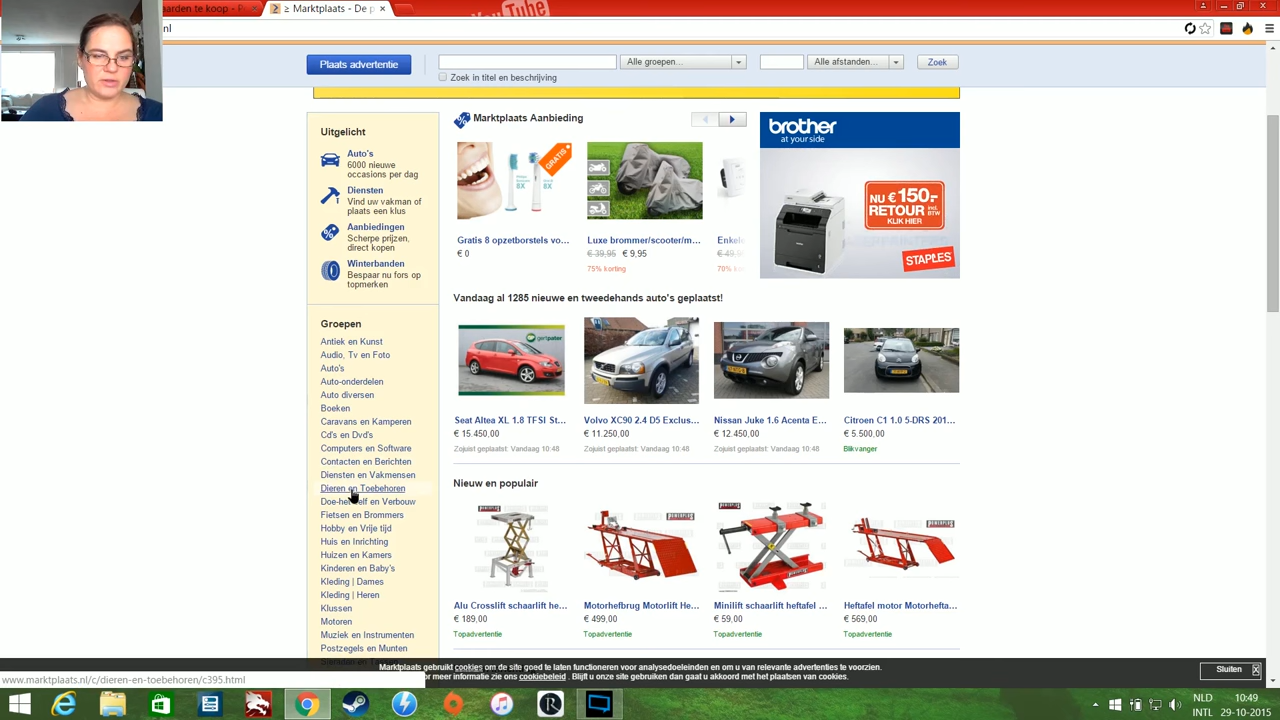 ≥ Marktplaats - De p
YouTube
nl
Plaats advertentie
Alle groepen...
Alle afstanden...
Zoek
Zoek in titel en beschrijving
Uitgelicht
Auto's
6000 nieuwe
occasions per dag
Diensten
Vind uw vakman of
plaats een klus
Aanbiedingen
Scherpe prijzen,
direct kopen
Winterbanden
Bespaar nu fors op
topmerken
Groepen
Antiek en Kunst
Audio, Tv en Foto
Auto's
Auto-onderdelen
Auto diversen
Boeken
Caravans en Kamperen
Cd's en Dvd's
Computers en Software
Contacten en Berichten
Diensten en Vakmensen
Dieren en Toebehoren
Doe-het-zelf en Verbouw
Fietsen en Brommers
Hobby en Vrije tijd
Huis en Inrichting
Huizen en Kamers
Kinderen en Baby's
Kleding | Dames
Kleding | Heren
Klussen
Motoren
Muziek en Instrumenten
Postzegels en Munten
Marktplaats Aanbieding
GRATIS
8X 8X
Gratis 8 opzetborstels vo...
€ 0
Luxe brommer/scooter/m...
€ 39,95 € 9,95
75% korting
Enkel
70% ko
brother
at your side
NU € 150,-
RETOUR
KLIK HIER
STAPLES
Vandaag al 1285 nieuwe en tweedehands auto's geplaatst!
Seat Altea XL 1.8 TFSI St...
€ 15.450,00
Zojuist geplaatst: Vandaag 10:48
Volvo XC90 2.4 D5 Exclus...
€ 11.250,00
Zojuist geplaatst: Vandaag 10:48
Nissan Juke 1.6 Acenta E...
€ 12.450,00
Zojuist geplaatst: Vandaag 10:48
Citroen C1 1.0 5-DRS 201...
€ 5.500,00
Blikvanger
Nieuw en populair
Alu Crosslift schaarlift he...
€ 189,00
Topadvertentie
Motorhefbrug Motorlift He...
€ 499,00
Topadvertentie
Minilift schaarlift heftafel ...
€ 59,00
Topadvertentie
Heftafel motor Motorhefta...
€ 569,00
Topadvertentie
Marktplaats gebruikt cookies om de site goed te laten functioneren voor analysedoeleinden en om u van relevante advertenties te voorzien.
or meer informatie zie ons cookiebeleid . Blijft u onze site gebruiken dan gaat u akkoord met het plaatsen van cookies.
Sluiten
www.marktplaats.nl/c/dieren-en-toebehoren/c395.html
NLD 10:49
INTL 29-10-2015